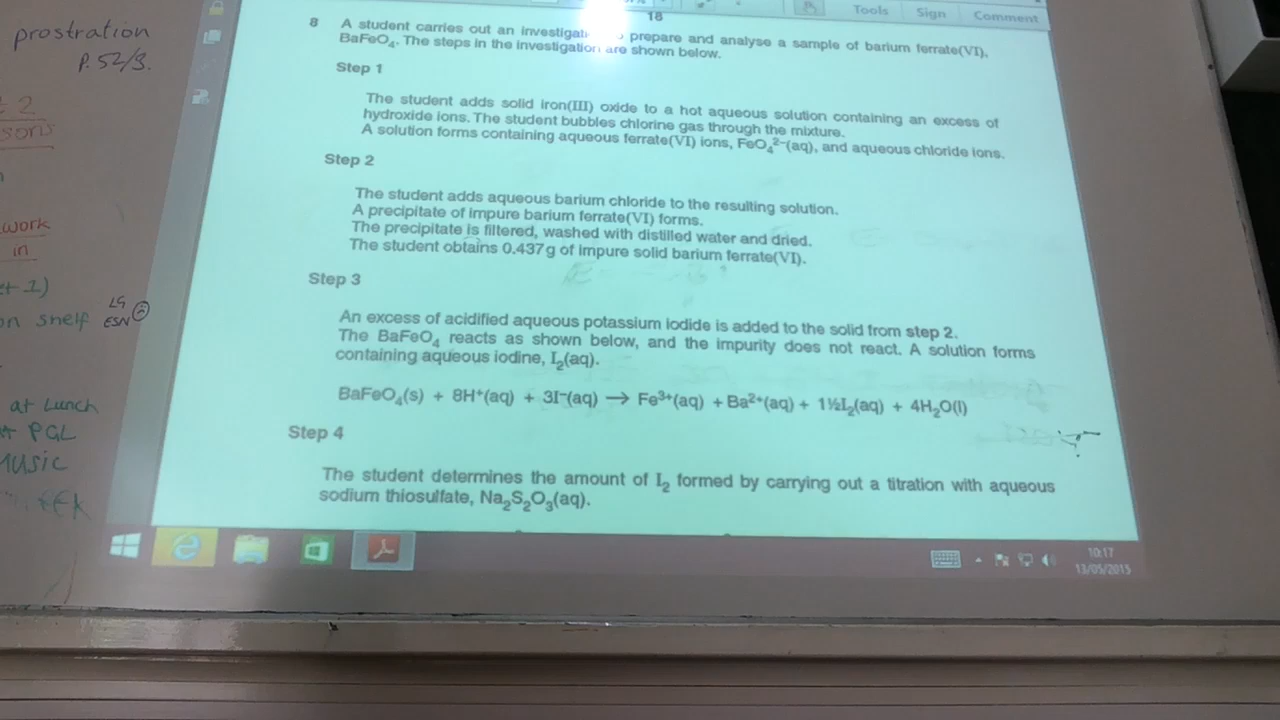 prostration
P. 52/3.
2
sons
work
in
+ 1)
on shelf
LG
ESN
at Lunch
PGL
Music
18
Tools Sign Comment
8 A student carries out an prepare and analyse a sample of barium ferrate(VI),
BaFeO₄. The steps in the investigation are shown below.
Step 1
The student adds solid iron(III) oxide to a hot aqueous solution containing an excess of
hydroxide ions. The student bubbles chlorine gas through the mixture.
A solution forms containing aqueous ferrate(VI) ions, FeO₄²⁻(aq), and aqueous chloride ions.
Step 2
The student adds aqueous barium chloride to the resulting solution.
A precipitate of impure barium ferrate(VI) forms.
The precipitate is filtered, washed with distilled water and dried.
The student obtains 0.437 g of impure solid barium ferrate(VI).
Step 3
An excess of acidified aqueous potassium iodide is added to the solid from step 2.
The BaFeO₄ reacts as shown below, and the impurity does not react. A solution forms
containing aqueous iodine, I₂(aq).
BaFeO₄(s) + 8H⁺(aq) + 3I⁻(aq) → Fe³⁺(aq) + Ba²⁺(aq) + 1½I₂(aq) + 4H₂O(l)
Step 4
The student determines the amount of I₂ formed by carrying out a titration with aqueous
sodium thiosulfate, Na₂S₂O₃(aq).
10:17
13/05/2015